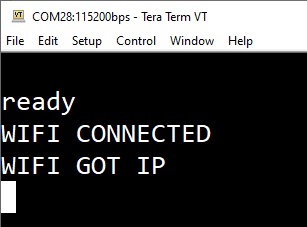 COM28:115200bps - Tera Term VT
File Edit Setup Control Window Help
ready
WIFI CONNECTED
WIFI GOT IP